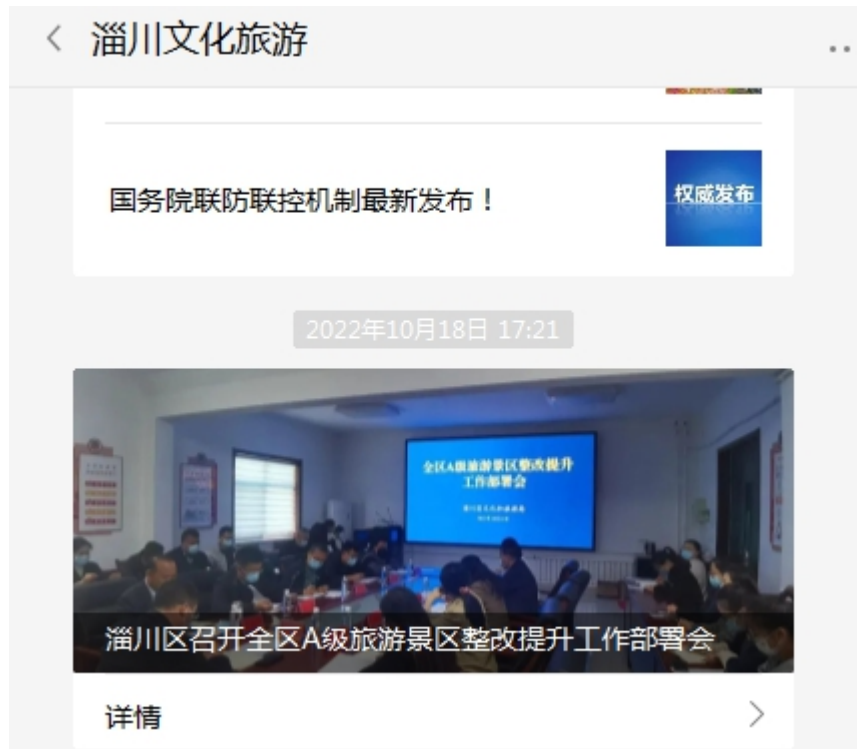 淄川文化旅游
国务院联防联控机制最新发布！
权威发布
2022年10月18日 17:21
全区A级旅游景区整改提升
工作部署会
淄川区召开全区A级旅游景区整改提升工作部署会
详情